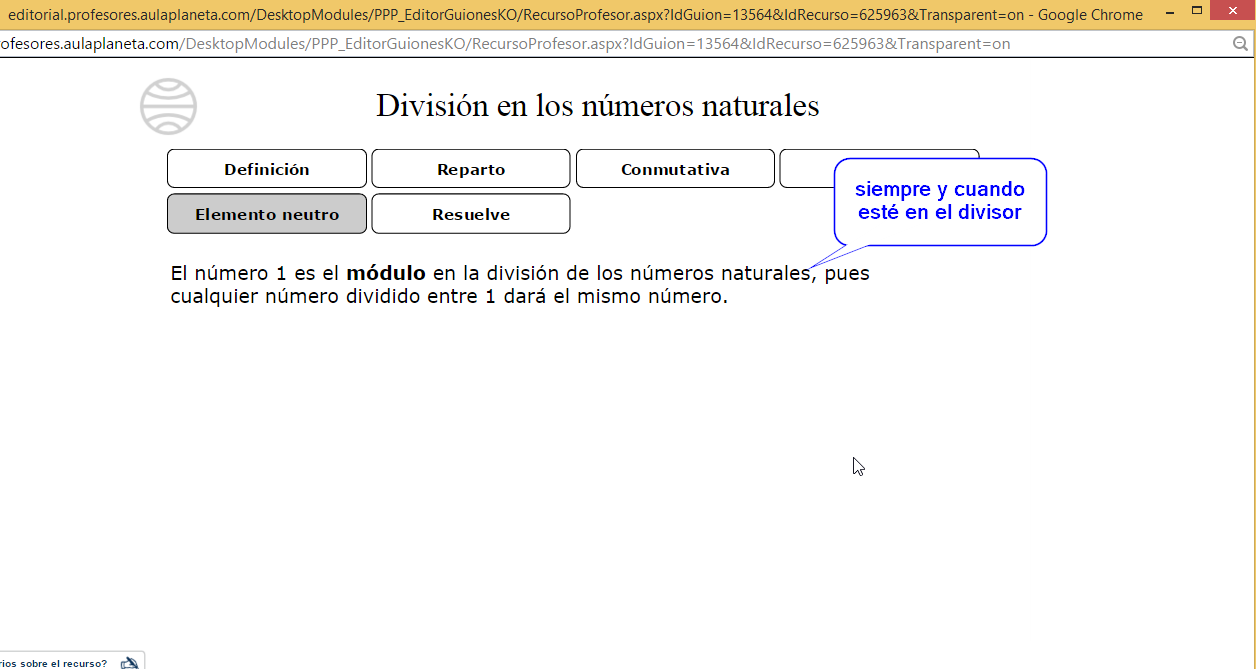 editorial.profesores.aulaplaneta.com/DesktopModules/PPP_EditorGuionesKO/RecursoProfesor.aspx?IdGuion=13564&IdRecurso=625963&Transparent=on - Google Chrome
ofesores.aulaplaneta.com/DesktopModules/PPP_EditorGuionesKO/RecursoProfesor.aspx?IdGuion=13564&IdRecurso=625963&Transparent=on
División en los números naturales
Definición
Reparto
Conmutativa
siempre y cuando
esté en el divisor
Elemento neutro
Resuelve
El número 1 es el módulo en la división de los números naturales, pues
cualquier número dividido entre 1 dará el mismo número.
rios sobre el recurso?